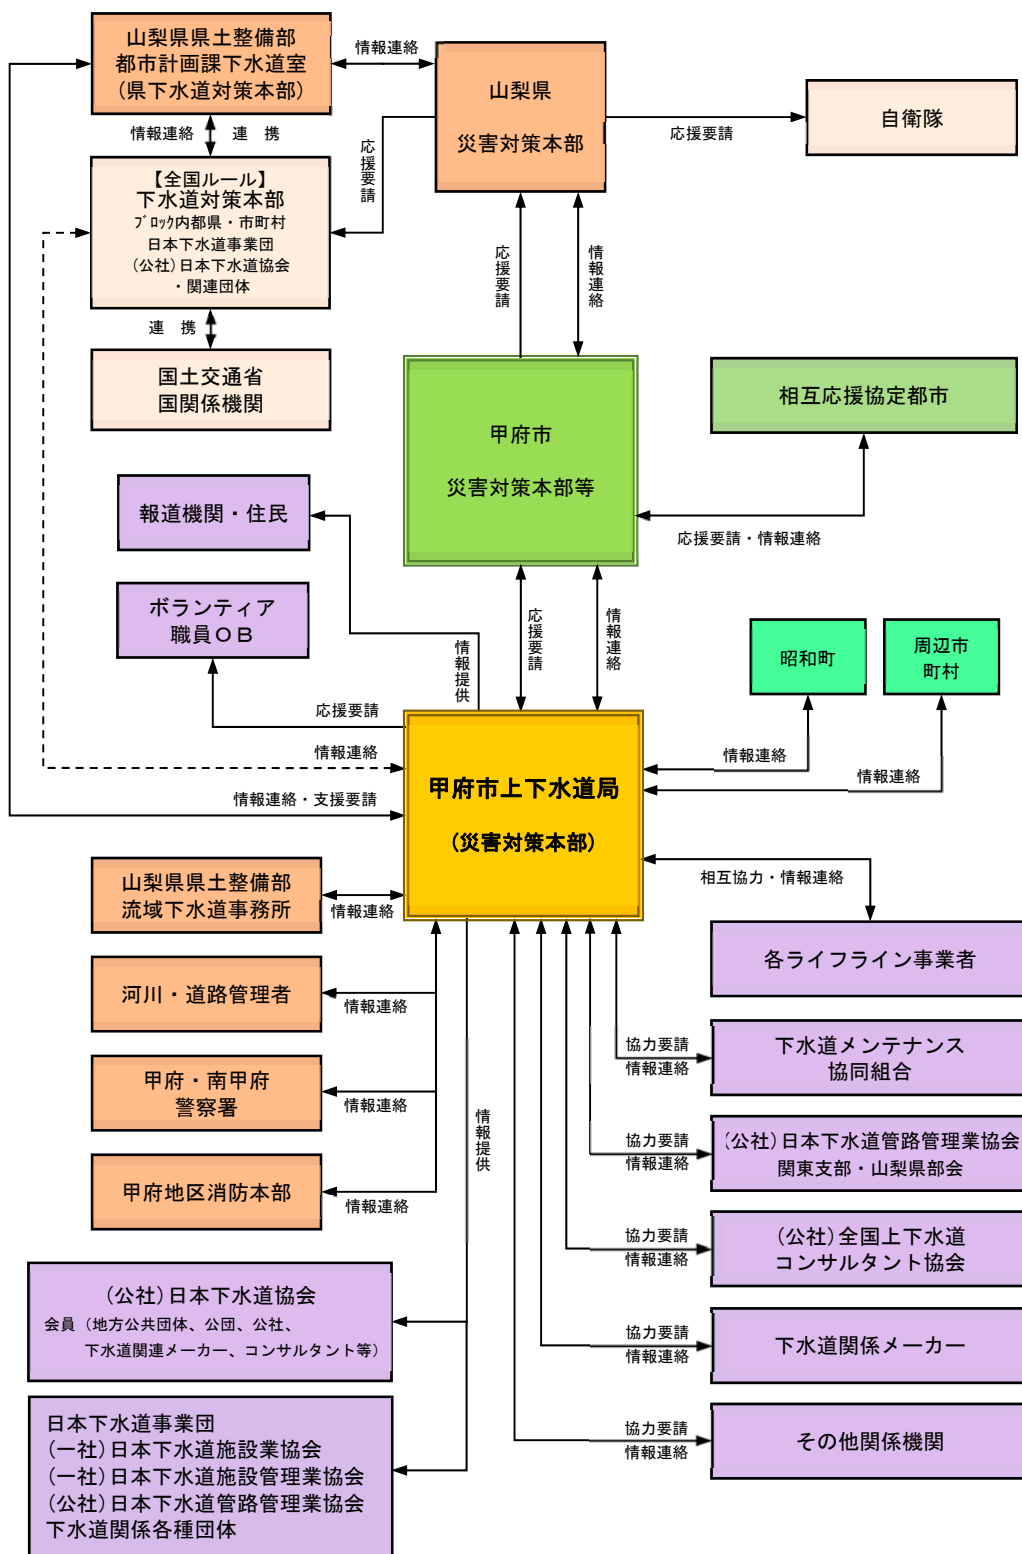 山梨県県土整備部
都市計画課下水道室
(県下水道対策本部)
情報連絡
山梨県
災害対策本部
応援要請
自衛隊
情報連絡 連 携
応援要請
【全国ルール】
下水道対策本部
ﾌﾞﾛｯｸ内都県・市町村
日本下水道事業団
(公社)日本下水道協会
・関連団体
連 携
国土交通省
国関係機関
応援要請
情報連絡
甲府市
災害対策本部等
相互応援協定都市
応援要請・情報連絡
報道機関・住民
ボランティア
職員ＯＢ
情報提供
応援要請
応援要請
情報連絡
昭和町
周辺市
町村
情報連絡
情報連絡
情報連絡
情報連絡・支援要請
甲府市上下水道局
(災害対策本部)
相互協力・情報連絡
山梨県県土整備部
流域下水道事務所
情報連絡
各ライフライン事業者
河川・道路管理者
情報連絡
協力要請
情報連絡
下水道メンテナンス
協同組合
甲府・南甲府
警察署
情報連絡
情報提供
協力要請
情報連絡
(公社)日本下水道管路管理業協会
関東支部・山梨県部会
甲府地区消防本部
情報連絡
協力要請
情報連絡
(公社)全国上下水道
コンサルタント協会
(公社)日本下水道協会
会員（地方公共団体、公団、公社、
下水道関連メーカー、コンサルタント等）
協力要請
情報連絡
下水道関係メーカー
日本下水道事業団
(一社)日本下水道施設業協会
(一社)日本下水道施設管理業協会
(公社)日本下水道管路管理業協会
下水道関係各種団体
協力要請
情報連絡
その他関係機関